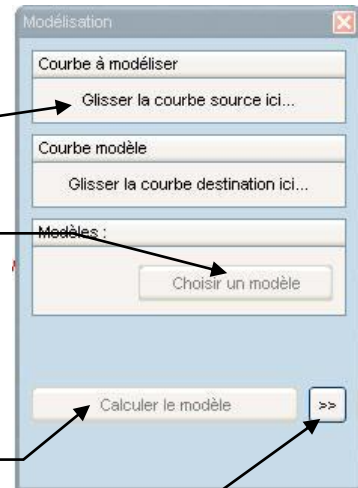 Modélisation
Courbe à modéliser
Glisser la courbe source ici...
Courbe modèle
Glisser la courbe destination ici...
Modèles :
Choisir un modèle
Calculer le modèle
>>